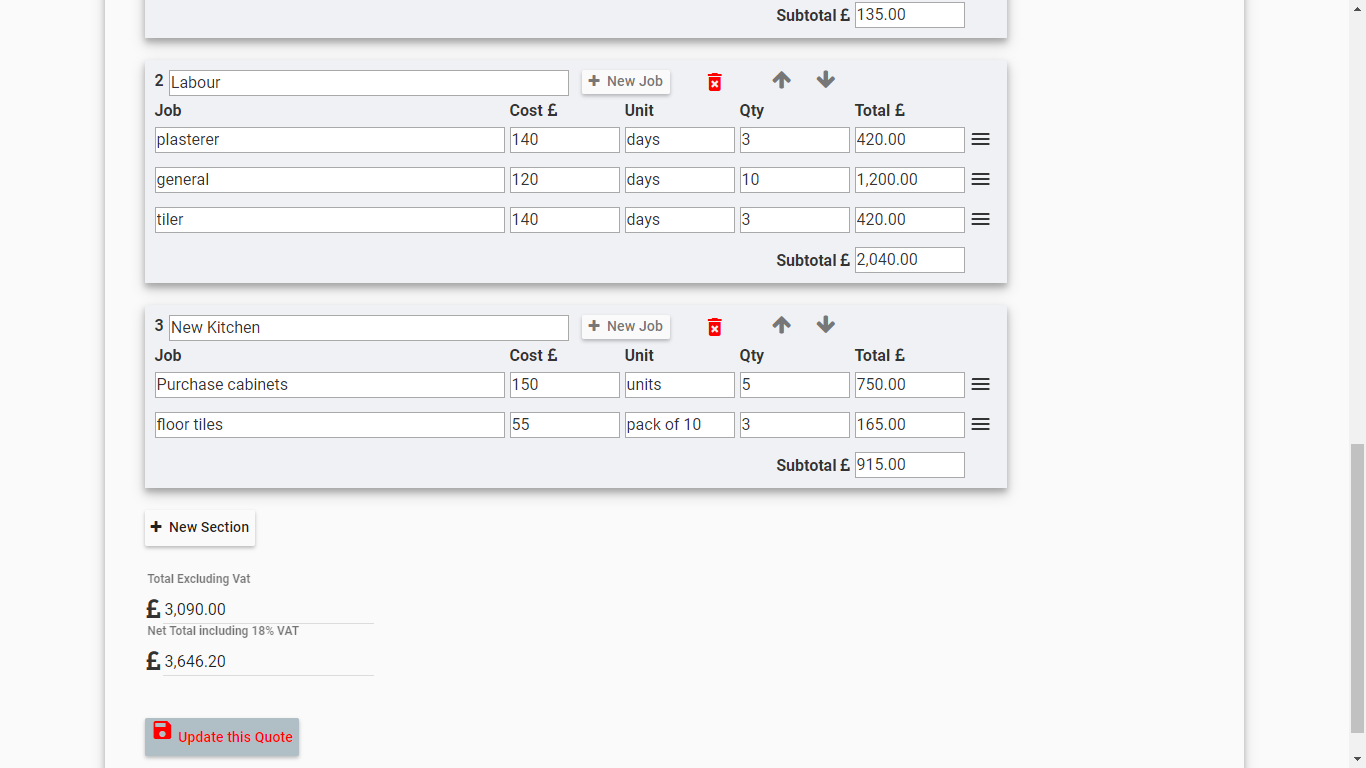 Subtotal £ 135.00
2 Labour + New Job
Job Cost £ Unit Qty Total £
plasterer 140 days 3 420.00
general 120 days 10 1,200.00
tiler 140 days 3 420.00
Subtotal £ 2,040.00
3 New Kitchen + New Job
Job Cost £ Unit Qty Total £
Purchase cabinets 150 units 5 750.00
floor tiles 55 pack of 10 3 165.00
Subtotal £ 915.00
+ New Section
Total Excluding Vat
£ 3,090.00
Net Total including 18% VAT
£ 3,646.20
Update this Quote